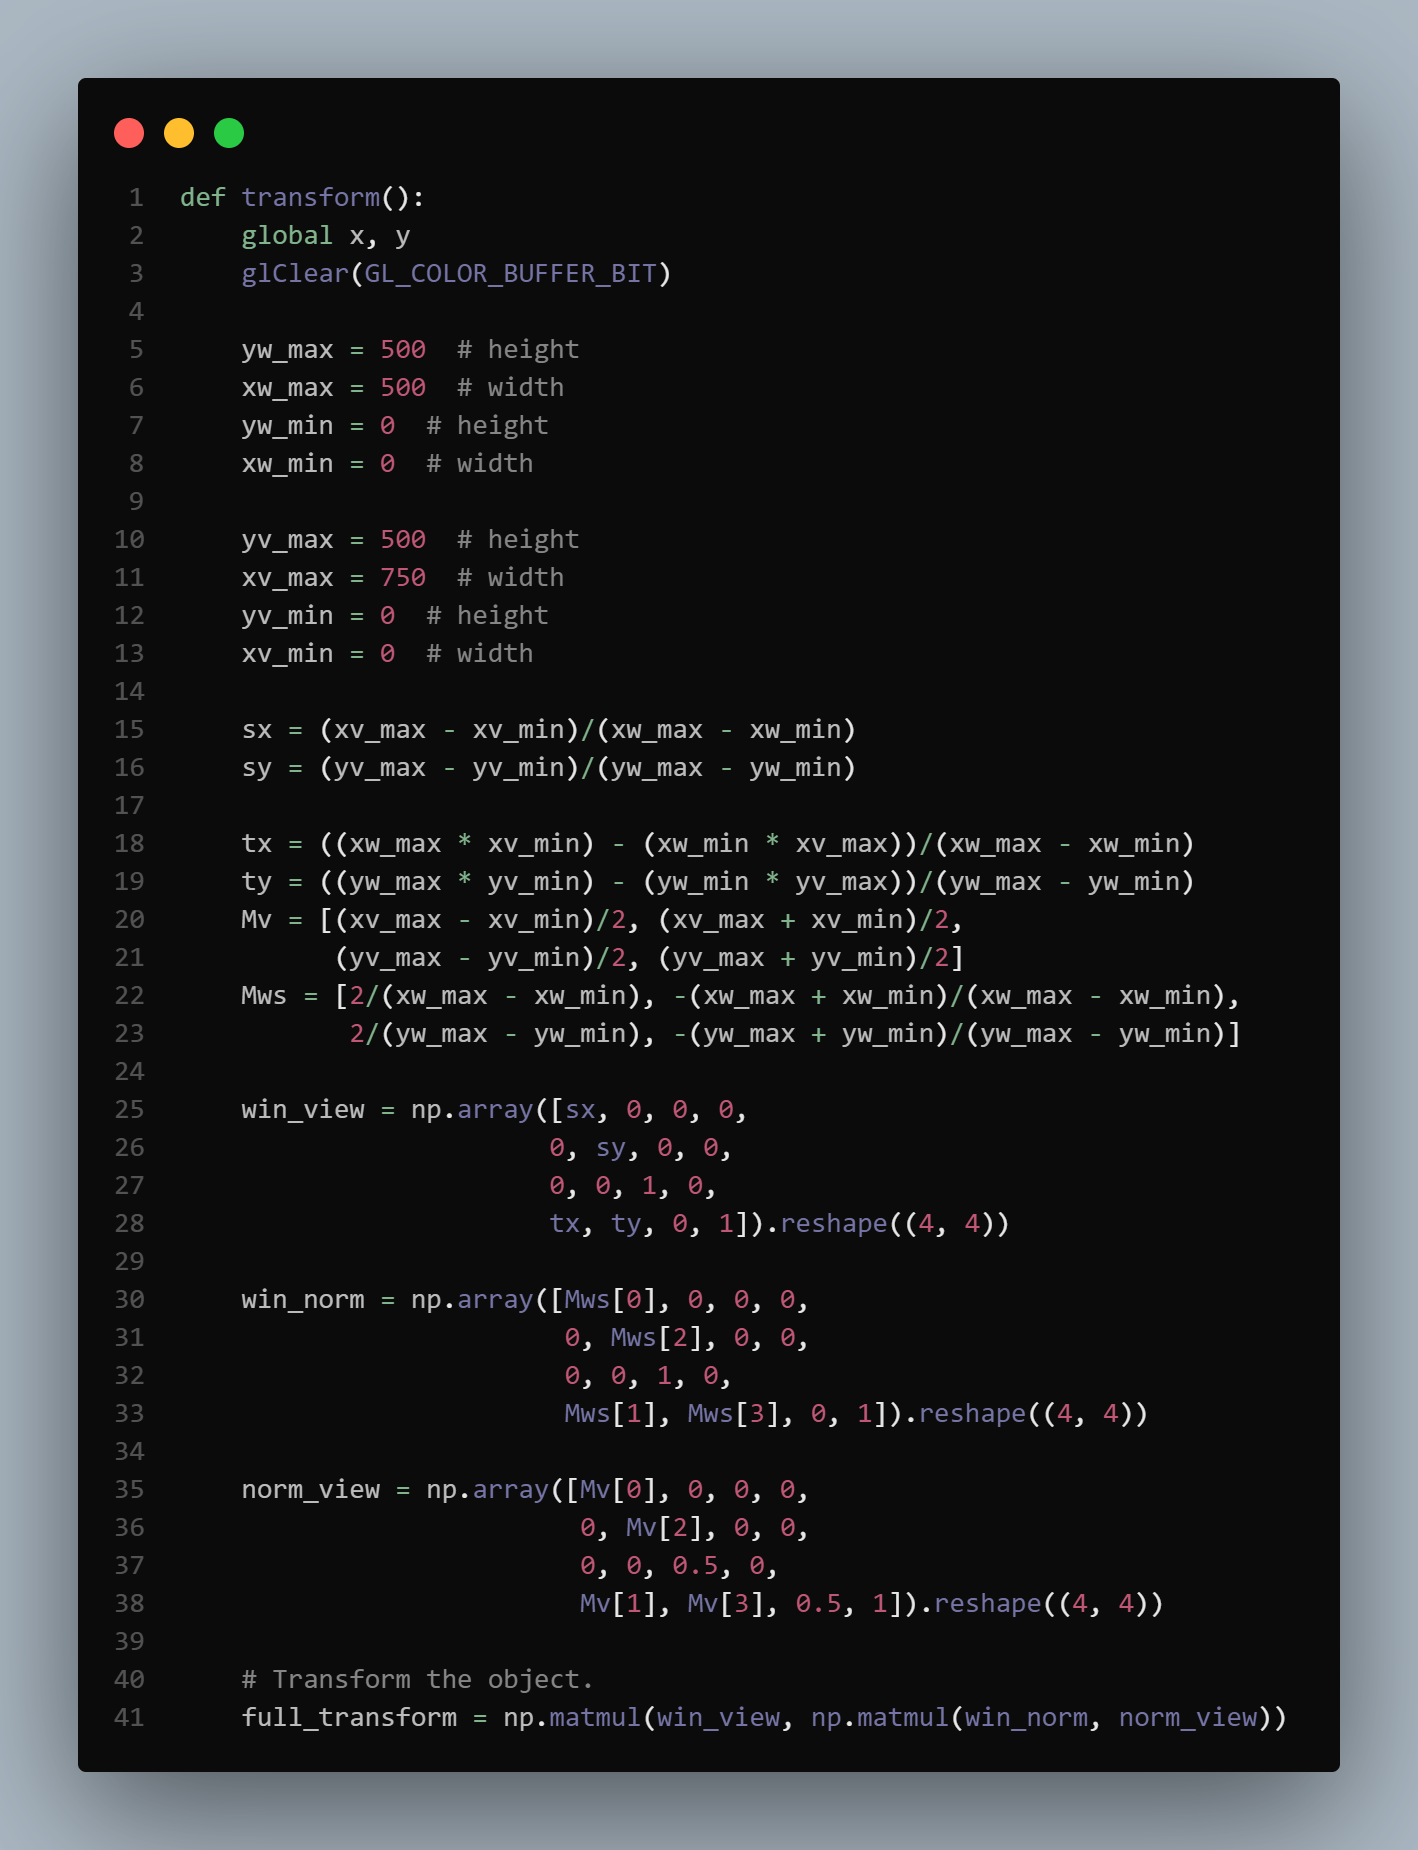 1 def transform():
2     global x, y
3     glClear(GL_COLOR_BUFFER_BIT)
4
5     yw_max = 500  # height
6     xw_max = 500  # width
7     yw_min = 0  # height
8     xw_min = 0  # width
9
10     yv_max = 500  # height
11     xv_max = 750  # width
12     yv_min = 0  # height
13     xv_min = 0  # width
14
15     sx = (xv_max - xv_min)/(xw_max - xw_min)
16     sy = (yv_max - yv_min)/(yw_max - yw_min)
17
18     tx = ((xw_max * xv_min) - (xw_min * xv_max))/(xw_max - xw_min)
19     ty = ((yw_max * yv_min) - (yw_min * yv_max))/(yw_max - yw_min)
20     Mv = [(xv_max - xv_min)/2, (xv_max + xv_min)/2,
21           (yv_max - yv_min)/2, (yv_max + yv_min)/2]
22     Mws = [2/(xw_max - xw_min), -(xw_max + xw_min)/(xw_max - xw_min),
23            2/(yw_max - yw_min), -(yw_max + yw_min)/(yw_max - yw_min)]
24
25     win_view = np.array([sx, 0, 0, 0,
26                         0, sy, 0, 0,
27                         0, 0, 1, 0,
28                         tx, ty, 0, 1]).reshape((4, 4))
29
30     win_norm = np.array([Mws[0], 0, 0, 0,
31                          0, Mws[2], 0, 0,
32                          0, 0, 1, 0,
33                          Mws[1], Mws[3], 0, 1]).reshape((4, 4))
34
35     norm_view = np.array([Mv[0], 0, 0, 0,
36                           0, Mv[2], 0, 0,
37                           0, 0, 0.5, 0,
38                           Mv[1], Mv[3], 0.5, 1]).reshape((4, 4))
39
40     # Transform the object.
41     full_transform = np.matmul(win_view, np.matmul(win_norm, norm_view))